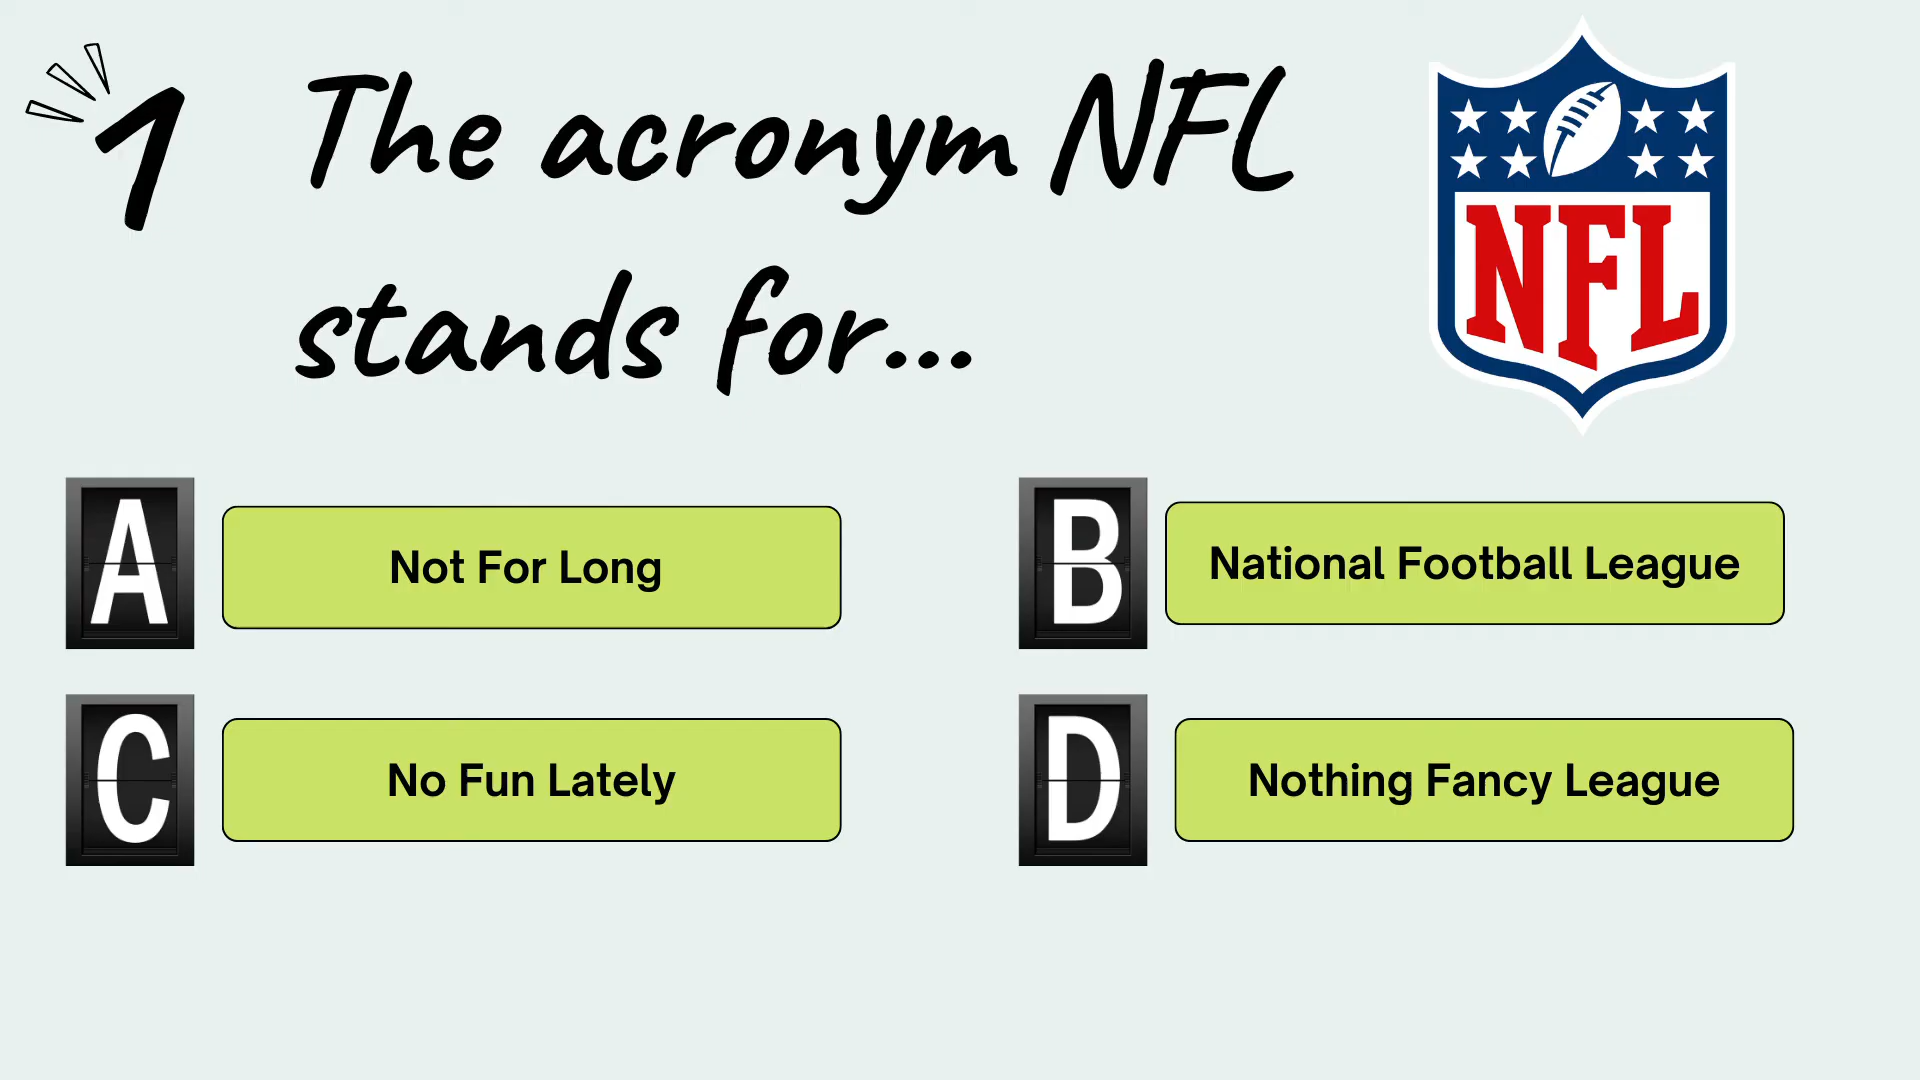 1
The acronym NFL
stands for...
NFL
A
Not For Long
B
National Football League
C
No Fun Lately
D
Nothing Fancy League